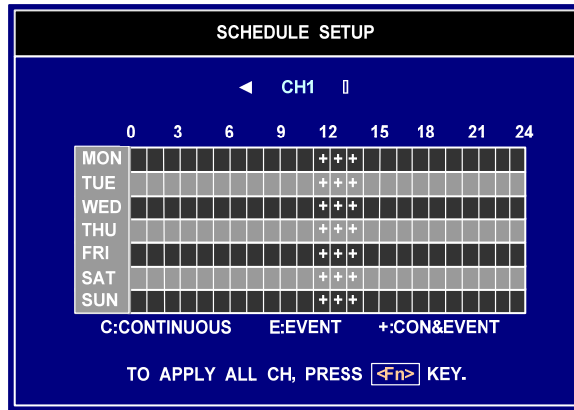 SCHEDULE SETUP
◄ CH1 ▯
0 3 6 9 12 15 18 21 24
MON + + +
TUE + + +
WED + + +
THU + + +
FRI + + +
SAT + + +
SUN + + +
C:CONTINUOUS E:EVENT +:CON&EVENT
TO APPLY ALL CH, PRESS <Fn> KEY.